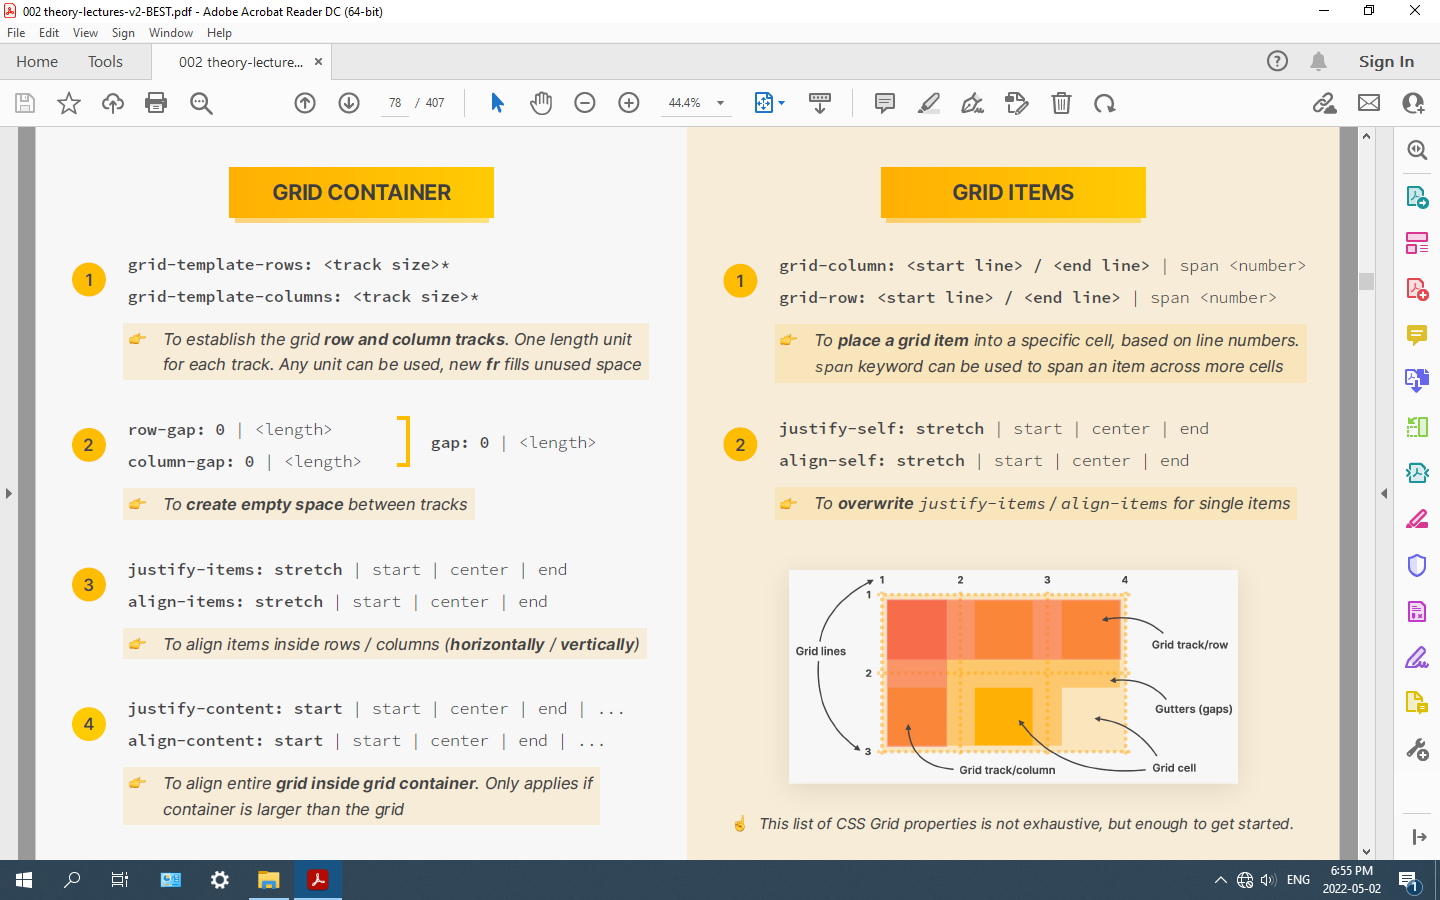 002 theory-lectures-v2-BEST.pdf - Adobe Acrobat Reader DC (64-bit)
File Edit View Sign Window Help
Home Tools 002 theory-lecture... × Sign In
78 / 407 44.4%
GRID CONTAINER
1
grid-template-rows: <track size>*
grid-template-columns: <track size>*
👉 To establish the grid row and column tracks. One length unit
for each track. Any unit can be used, new fr fills unused space
2
row-gap: 0 | <length>
column-gap: 0 | <length>
gap: 0 | <length>
👉 To create empty space between tracks
3
justify-items: stretch | start | center | end
align-items: stretch | start | center | end
👉 To align items inside rows / columns (horizontally / vertically)
4
justify-content: start | start | center | end | ...
align-content: start | start | center | end | ...
👉 To align entire grid inside grid container. Only applies if
container is larger than the grid
GRID ITEMS
1
grid-column: <start line> / <end line> | span <number>
grid-row: <start line> / <end line> | span <number>
👉 To place a grid item into a specific cell, based on line numbers.
span keyword can be used to span an item across more cells
2
justify-self: stretch | start | center | end
align-self: stretch | start | center | end
👉 To overwrite justify-items / align-items for single items
1 2 3 4
1
Grid lines
Grid track/row
2
Gutters (gaps)
3
Grid track/column
Grid cell
☝ This list of CSS Grid properties is not exhaustive, but enough to get started.
ENG
6:55 PM
2022-05-02
1